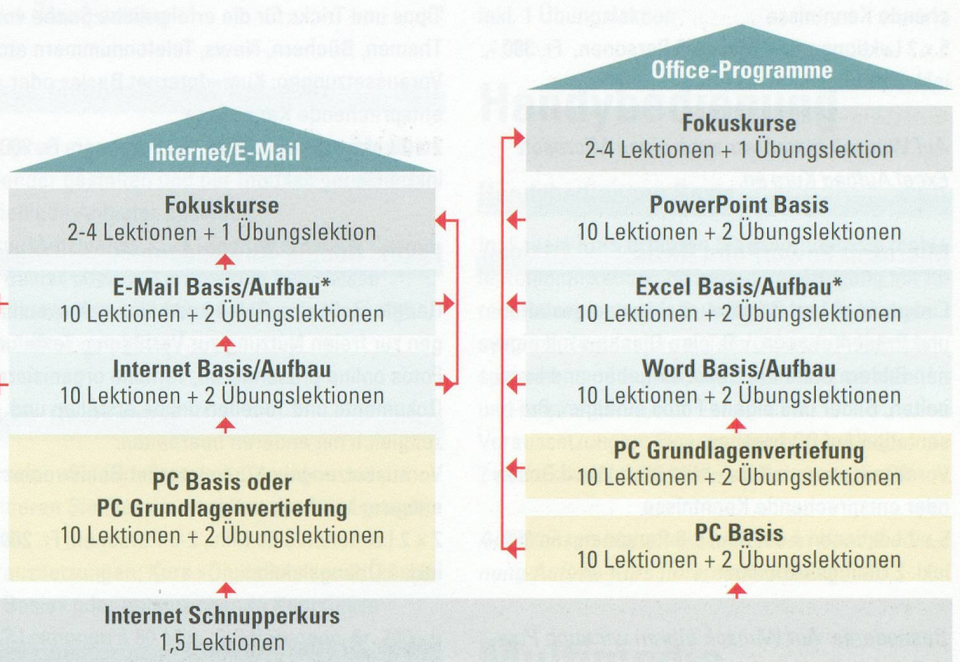 Internet/E-Mail
Fokuskurse
2-4 Lektionen + 1 Übungslektion
E-Mail Basis/Aufbau*
10 Lektionen + 2 Übungslektionen
Internet Basis/Aufbau
10 Lektionen + 2 Übungslektionen
PC Basis oder
PC Grundlagenvertiefung
10 Lektionen + 2 Übungslektionen
Internet Schnupperkurs
1,5 Lektionen
Office-Programme
Fokuskurse
2-4 Lektionen + 1 Übungslektion
PowerPoint Basis
10 Lektionen + 2 Übungslektionen
Excel Basis/Aufbau*
10 Lektionen + 2 Übungslektionen
Word Basis/Aufbau
10 Lektionen + 2 Übungslektionen
PC Grundlagenvertiefung
10 Lektionen + 2 Übungslektionen
PC Basis
10 Lektionen + 2 Übungslektionen